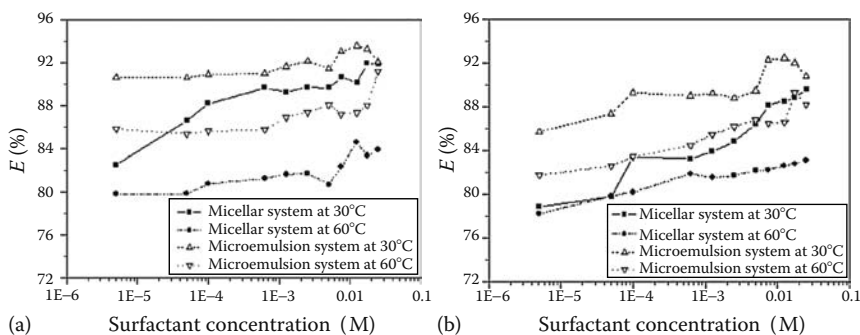 96
92
88
84
80
76
72
E (%)
Micellar system at 30°C
Micellar system at 60°C
Microemulsion system at 30°C
Microemulsion system at 60°C
1E–6
1E–5
1E–4
1E–3
0.01
0.1
(a)
Surfactant concentration (M)
96
92
88
84
80
76
72
E (%)
Micellar system at 30°C
Micellar system at 60°C
Microemulsion system at 30°C
Microemulsion system at 60°C
1E–6
1E–5
1E–4
1E–3
0.01
0.1
(b)
Surfactant concentration (M)